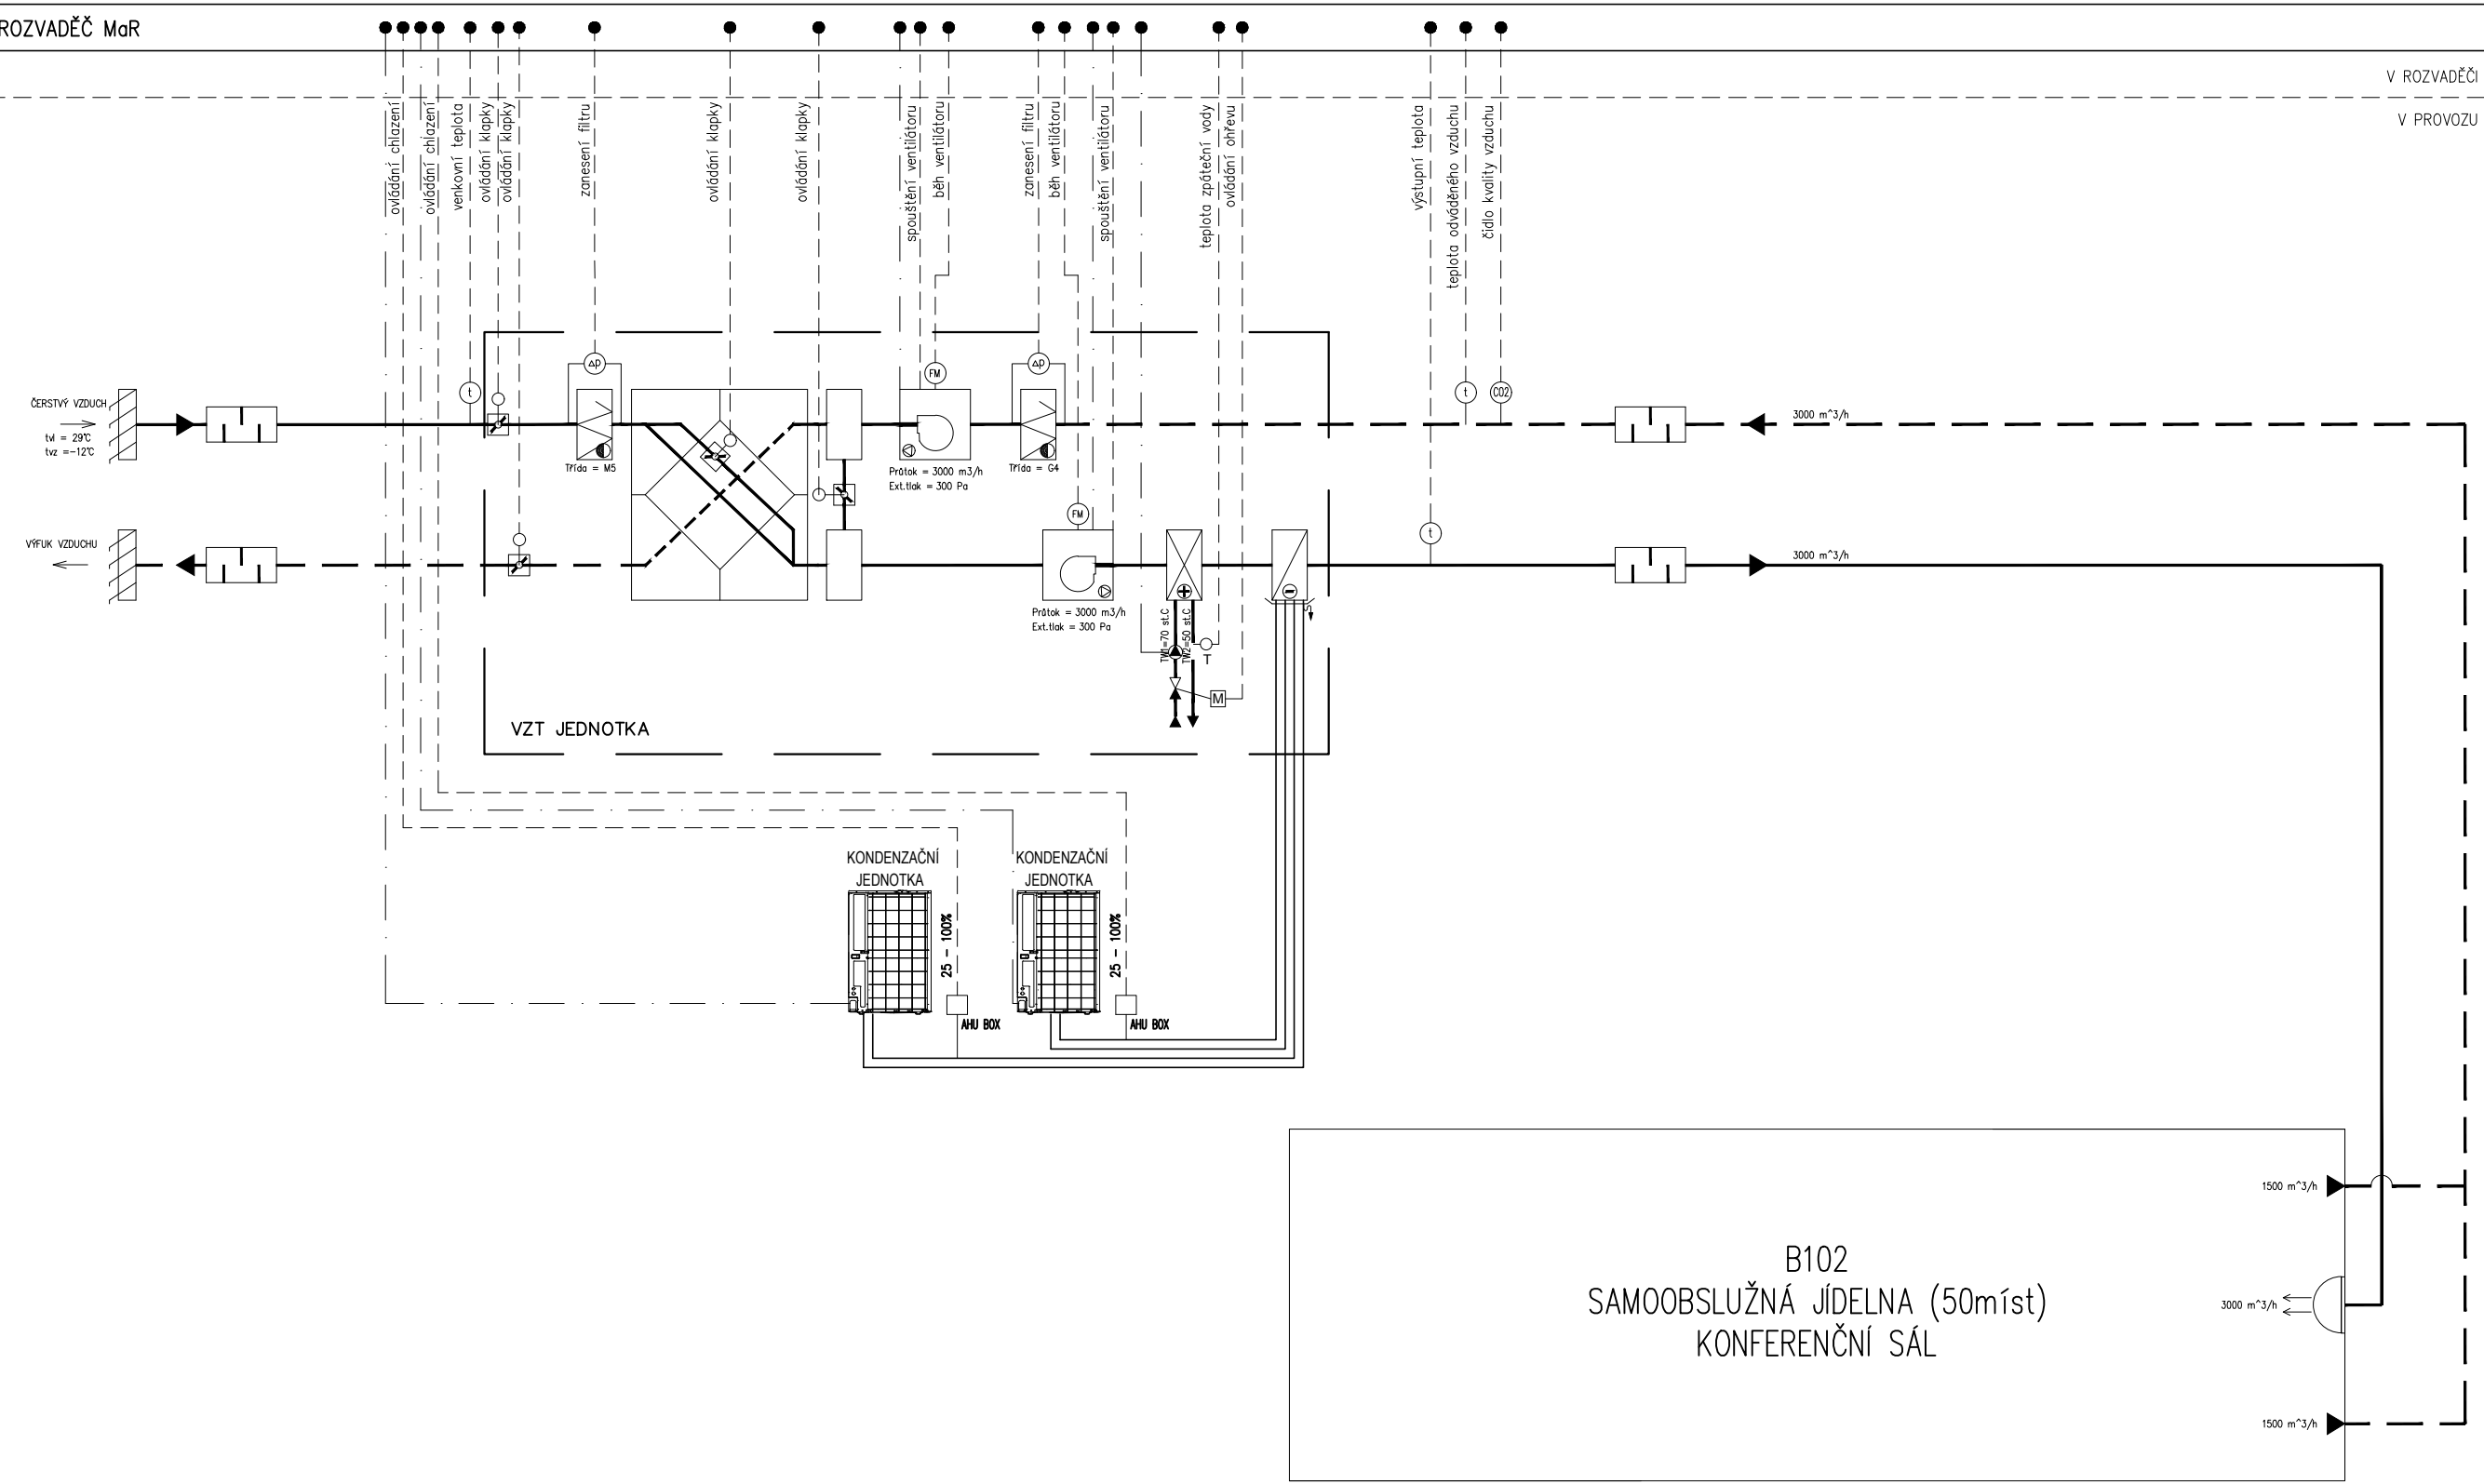 ROZVADĚČ MaR
V ROZVADĚČI
V PROVOZU
ovládání chlazení
ovládání chlazení
venkovní teplota
ovládání klapky
ovládání klapky
zanesení filtru
ovládání klapky
ovládání klapky
spouštění ventilátoru
běh ventilátoru
zanesení filtru
běh ventilátoru
spouštění ventilátoru
teplota zpáteční vody
ovládání ohřevu
výstupní teplota
teplota odváděného vzduchu
čidlo kvality vzduchu
Δp
Δp
FM
t
t
CO2
ČERSTVÝ VZDUCH
tvl = 29°C
tvz =-12°C
Třída = M5
Průtok = 3000 m3/h
Ext.tlak = 300 Pa
Třída = G4
3000 m^3/h
FM
t
VÝFUK VZDUCHU
3000 m^3/h
Průtok = 3000 m3/h
Ext.tlak = 300 Pa
TW1=70 st.C
TW2=50 st.C
T
M
VZT JEDNOTKA
KONDENZAČNÍ
JEDNOTKA
KONDENZAČNÍ
JEDNOTKA
25 - 100%
25 - 100%
AHU BOX
AHU BOX
1500 m^3/h
B102
SAMOOBSLUŽNÁ JÍDELNA (50míst)
KONFERENČNÍ SÁL
3000 m^3/h
1500 m^3/h